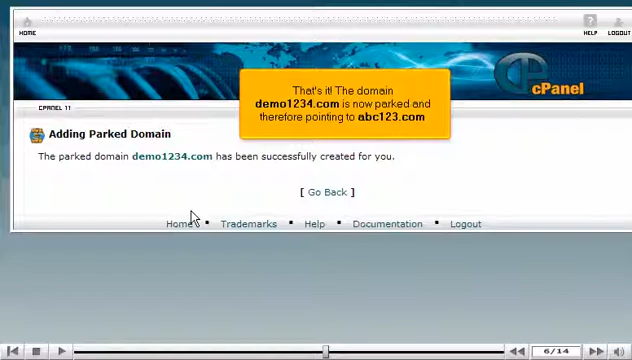 HOME
HELP
LOGOUT
cPanel
CPANEL 11
That's it! The domain
demo1234.com is now parked and
therefore pointing to abc123.com
Adding Parked Domain
The parked domain demo1234.com has been successfully created for you.
[ Go Back ]
Home ▪ Trademarks ▪ Help ▪ Documentation ▪ Logout
6/14